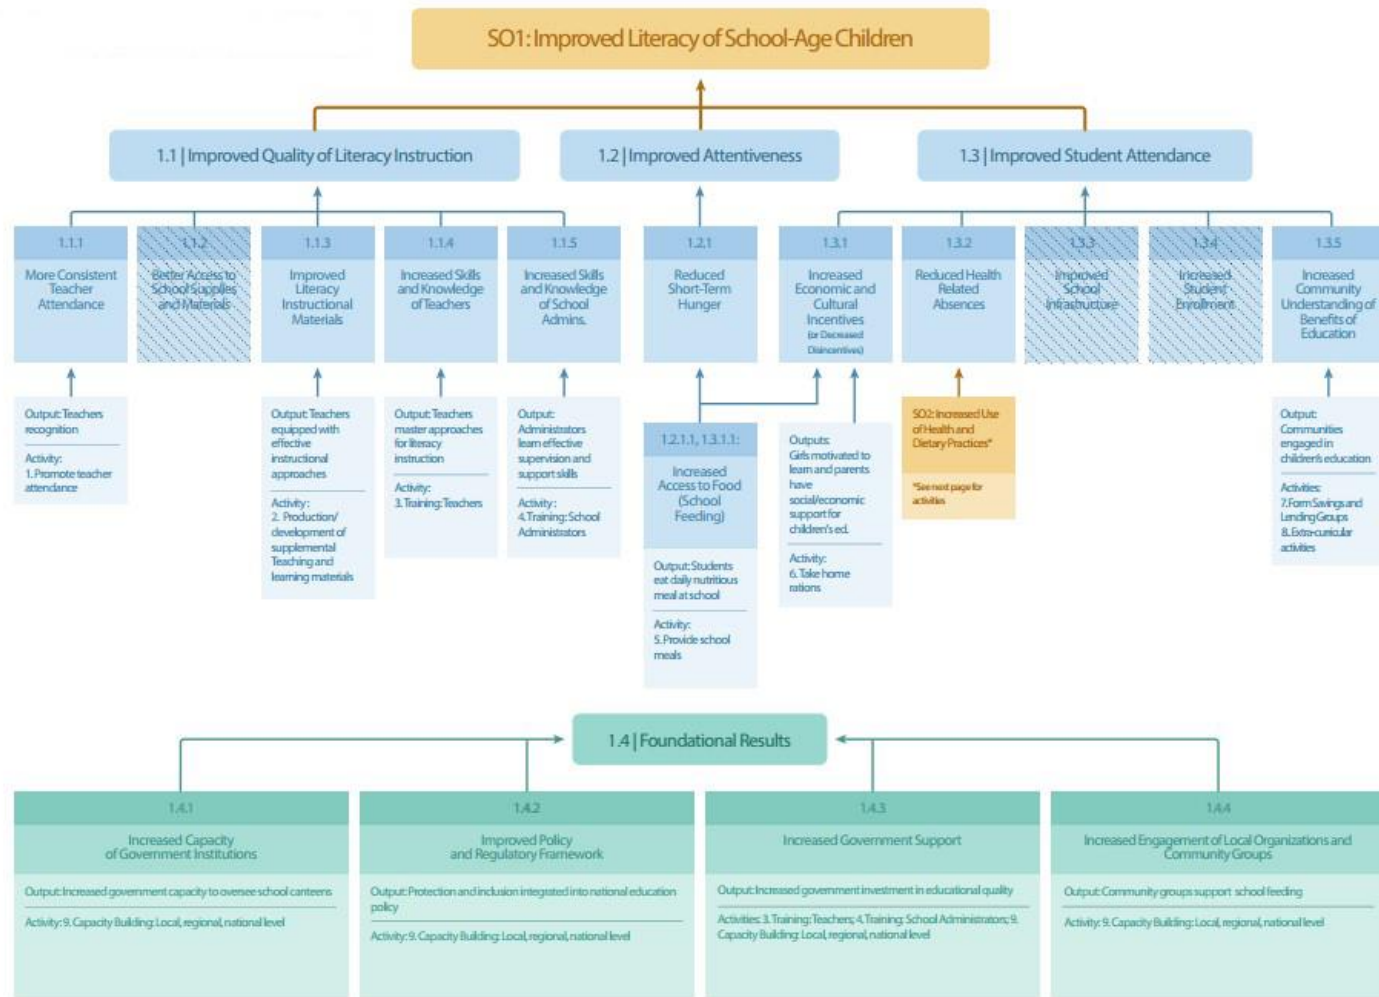 SO1: Improved Literacy of School-Age Children
1.1 | Improved Quality of Literacy Instruction
1.2 | Improved Attentiveness
1.3 | Improved Student Attendance
1.1.1
More Consistent
Teacher
Attendance
1.1.2
Better Access to
School Supplies
and Materials
1.1.3
Improved
Literacy
Instructional
Materials
1.1.4
Increased Skills
and Knowledge
of Teachers
1.1.5
Increased Skills
and Knowledge
of School
Admins.
1.2.1
Reduced
Short-Term
Hunger
1.3.1
Increased
Economic and
Cultural
Incentives
(or Decreased
Disincentives)
1.3.2
Reduced Health
Related
Absences
1.3.3
Improved
School
Infrastructure
1.3.4
Increased
Student
Enrollment
1.3.5
Increased
Community
Understanding of
Benefits of
Education
Output: Teachers
recognition
Activity:
1. Promote teacher
attendance
Output: Teachers
equipped with
effective
instructional
approaches
Activity :
2. Production/
development of
supplemental
Teaching and
learning materials
Output: Teachers
master approaches
for literacy
instruction
Activity:
3. Training: Teachers
Output:
Administrators
learn effective
supervision and
support skills
Activity :
4. Training: School
Administrators
1.2.1.1, 1.3.1.1:
Increased
Access to Food
(School
Feeding)
Output: Students
eat daily nutritious
meal at school
Activity:
5. Provide school
meals
Outputs:
Girls motivated to
learn and parents
have
social/economic
support for
children's ed.
Activity:
6. Take home
rations
SO2: Increased Use
of Health and
Dietary Practices*
*See next page for
activities
Output:
Communities
engaged in
children's education
Activities:
7. Form Savings and
Lending Groups
8. Extra-curricular
activities
1.4 | Foundational Results
1.4.1
Increased Capacity
of Government Institutions
Output: Increased government capacity to oversee school canteens
Activity: 9. Capacity Building: Local, regional, national level
1.4.2
Improved Policy
and Regulatory Framework
Output: Protection and inclusion integrated into national education
policy
Activity: 9. Capacity Building: Local, regional, national level
1.4.3
Increased Government Support
Output: Increased government investment in educational quality
Activities: 3. Training: Teachers; 4. Training: School Administrators; 9.
Capacity Building: Local, regional, national level
1.4.4
Increased Engagement of Local Organizations and
Community Groups
Output: Community groups support school feeding
Activity: 9. Capacity Building: Local, regional, national level